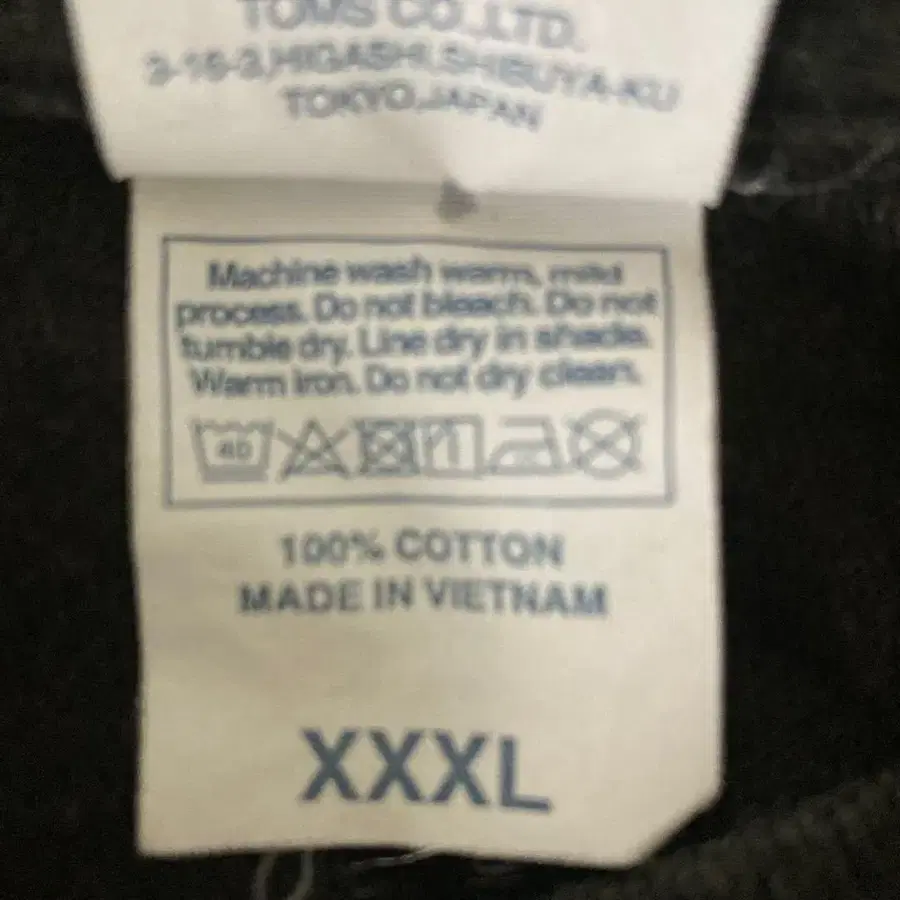 TOMS CO.,LTD.
3-16-3,HIGASHI,SHIBUYA-KU
TOKYO,JAPAN
Machine wash warm, mild
process. Do not bleach. Do not
tumble dry. Line dry in shade.
Warm Iron. Do not dry clean.
40
100% COTTON
MADE IN VIETNAM
XXXL